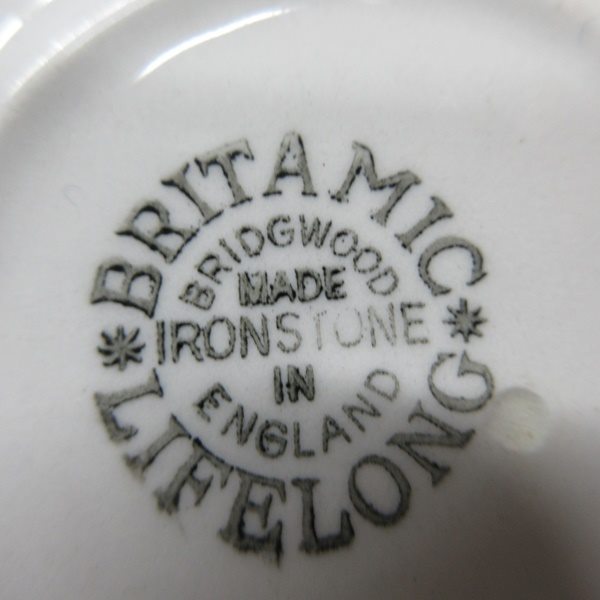 BRITAMIC
BRIDGWOOD
MADE
* IRONSTONE *
IN
ENGLAND
LIFELONG